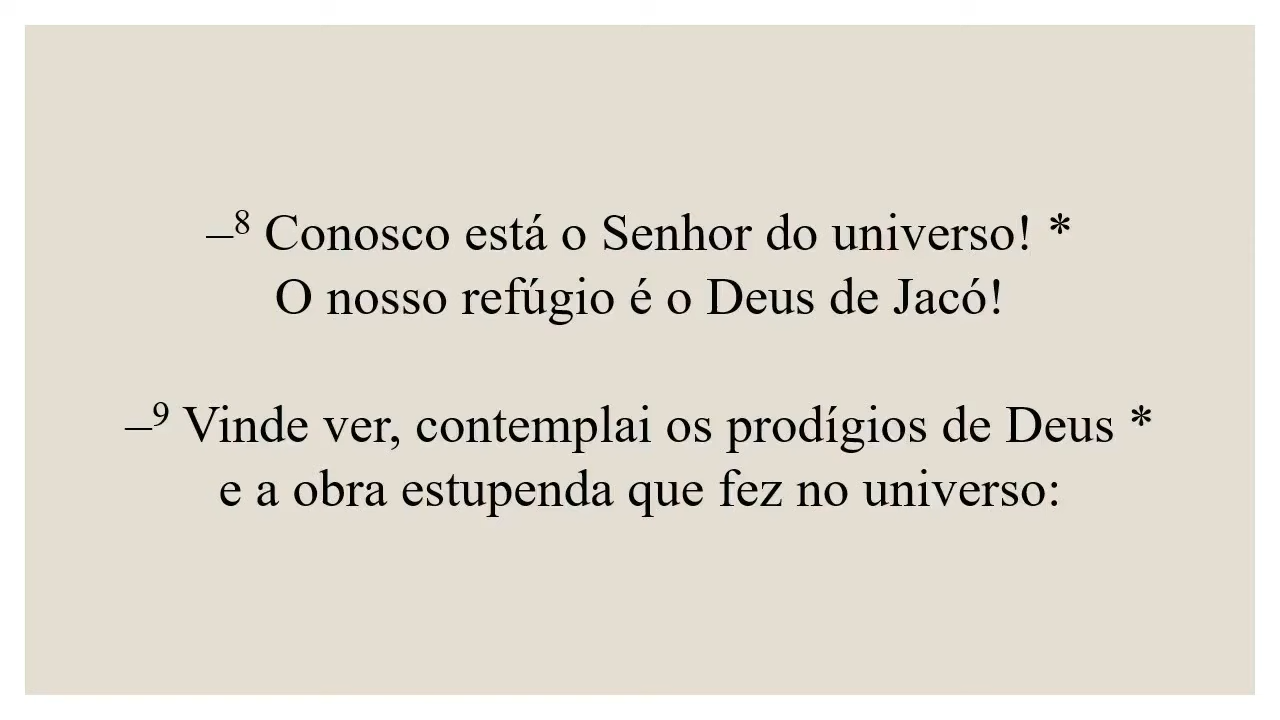 –⁸ Conosco está o Senhor do universo! *
O nosso refúgio é o Deus de Jacó!
–⁹ Vinde ver, contemplai os prodígios de Deus *
e a obra estupenda que fez no universo: